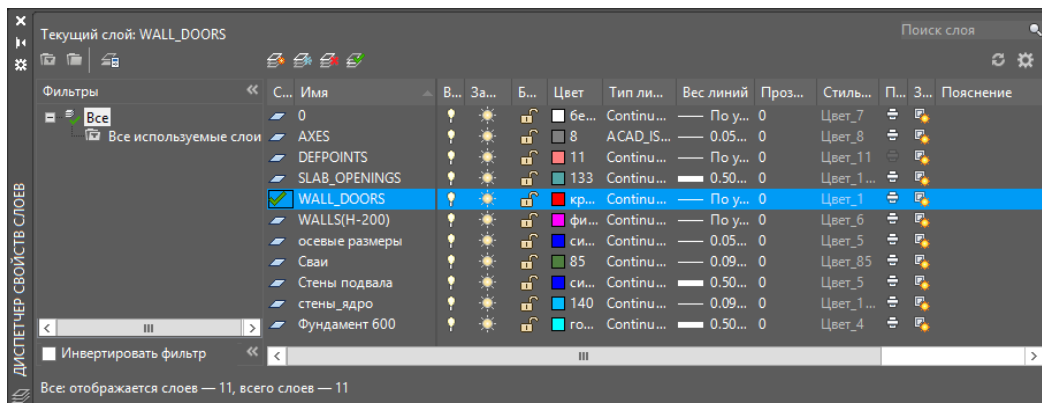 Текущий слой: WALL_DOORS
Поиск слоя
Фильтры
С... Имя В... За... Б... Цвет Тип ли... Вес линий Проз... Стиль... П... З... Пояснение
Все
Все используемые слои
0 бе... Continu... По у... 0 Цвет_7
AXES 8 ACAD_IS... 0.05... 0 Цвет_8
DEFPOINTS 11 Continu... По у... 0 Цвет_11
SLAB_OPENINGS 133 Continu... 0.50... 0 Цвет_1...
WALL_DOORS кр... Continu... По у... 0 Цвет_1
WALLS(H-200) фи... Continu... По у... 0 Цвет_6
осевые размеры си... Continu... 0.05... 0 Цвет_5
Сваи 85 Continu... 0.09... 0 Цвет_85
Стены подвала си... Continu... 0.50... 0 Цвет_5
стены_ядро 140 Continu... 0.09... 0 Цвет_1...
Фундамент 600 го... Continu... 0.50... 0 Цвет_4
Инвертировать фильтр
Все: отображается слоев — 11, всего слоев — 11
ДИСПЕТЧЕР СВОЙСТВ СЛОЕВ